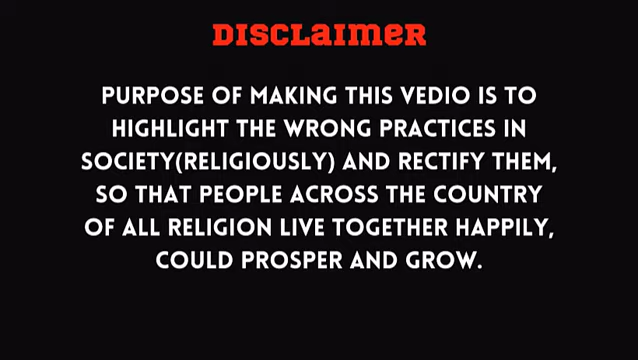 DISCLaimER
PURPOSE OF MAKING THIS VEDIO IS TO
HIGHLIGHT THE WRONG PRACTICES IN
SOCIETY(RELIGIOUSLY) AND RECTIFY THEM,
SO THAT PEOPLE ACROSS THE COUNTRY
OF ALL RELIGION LIVE TOGETHER HAPPILY,
COULD PROSPER AND GROW.